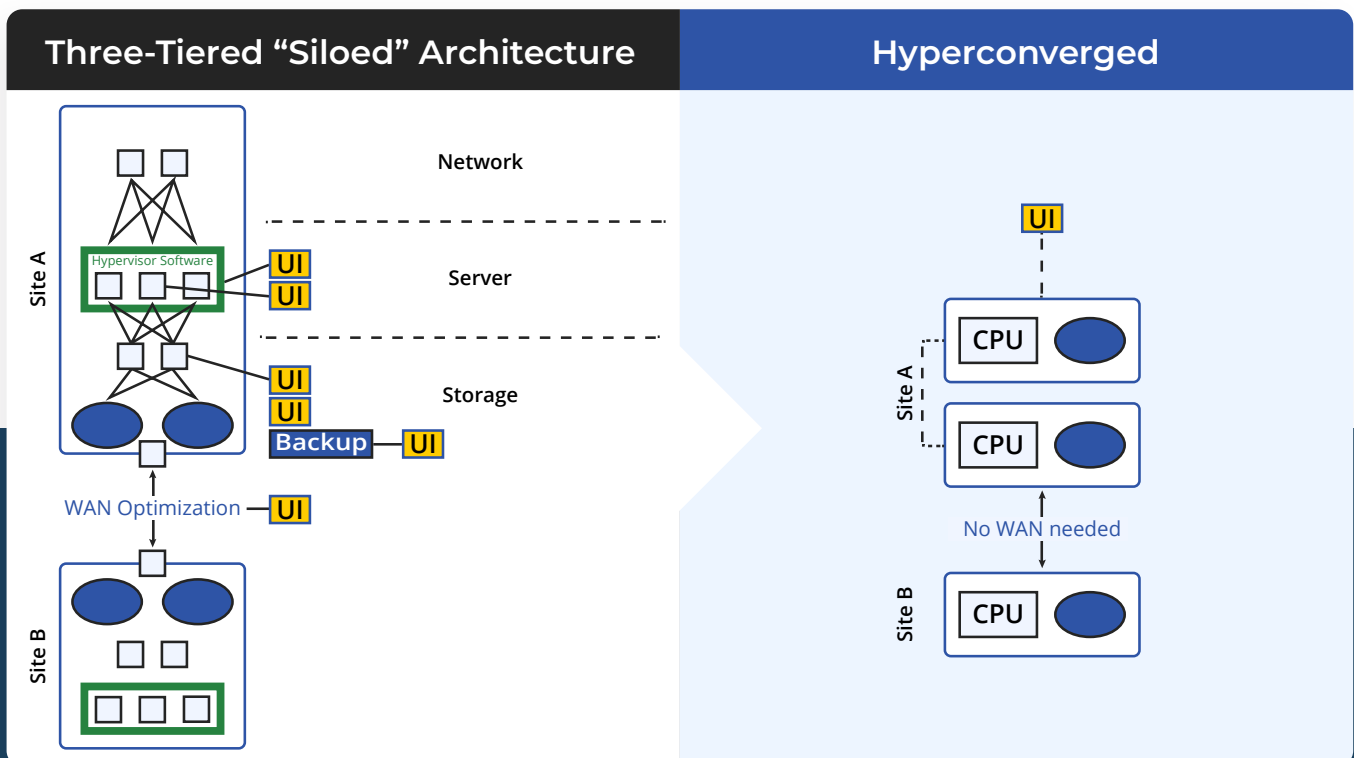 Three-Tiered “Siloed” Architecture
Hyperconverged
Site A
Network
Hypervisor Software
UI
UI
Server
UI
UI
Storage
Backup
UI
WAN Optimization
UI
Site B
UI
Site A
CPU
CPU
No WAN needed
Site B
CPU